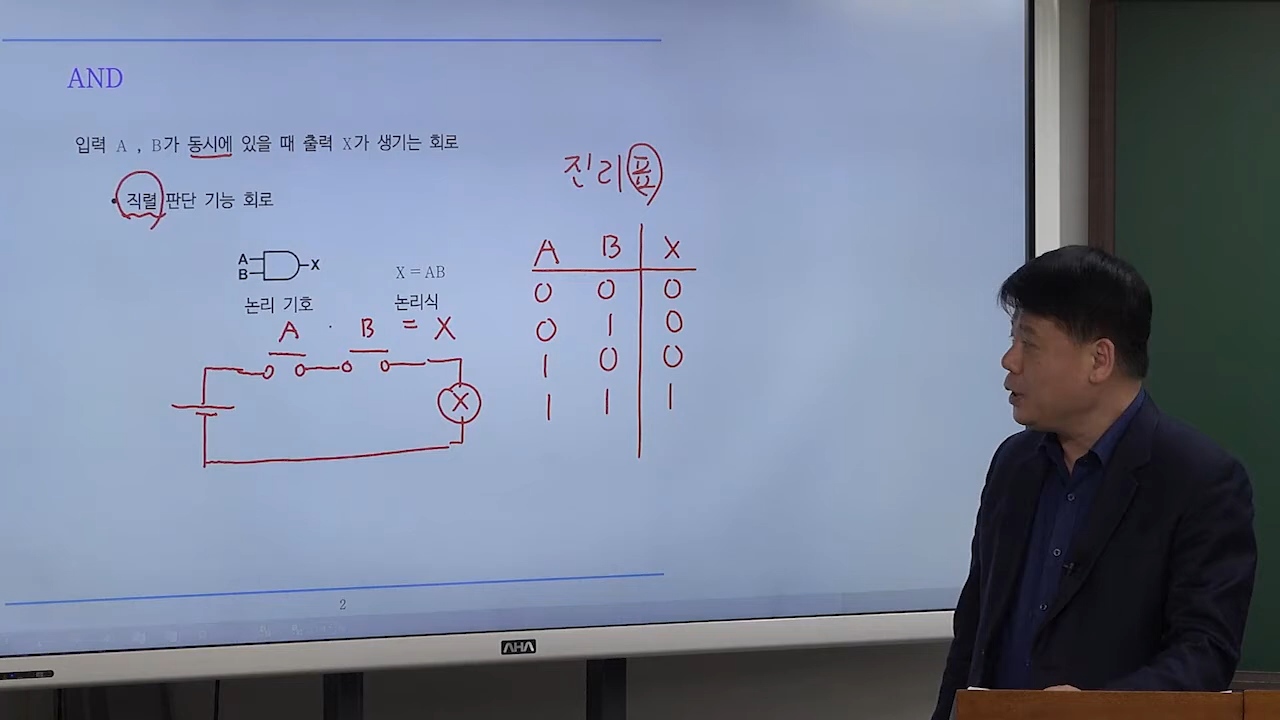 AND
입력 A , B가 동시에 있을 때 출력 X가 생기는 회로
• 직렬 판단 기능 회로
A
B
X
논리 기호
X = AB
논리식
A · B = X
X
진리표
A B X
0 0 0
0 1 0
1 0 0
1 1 1
2
AHA